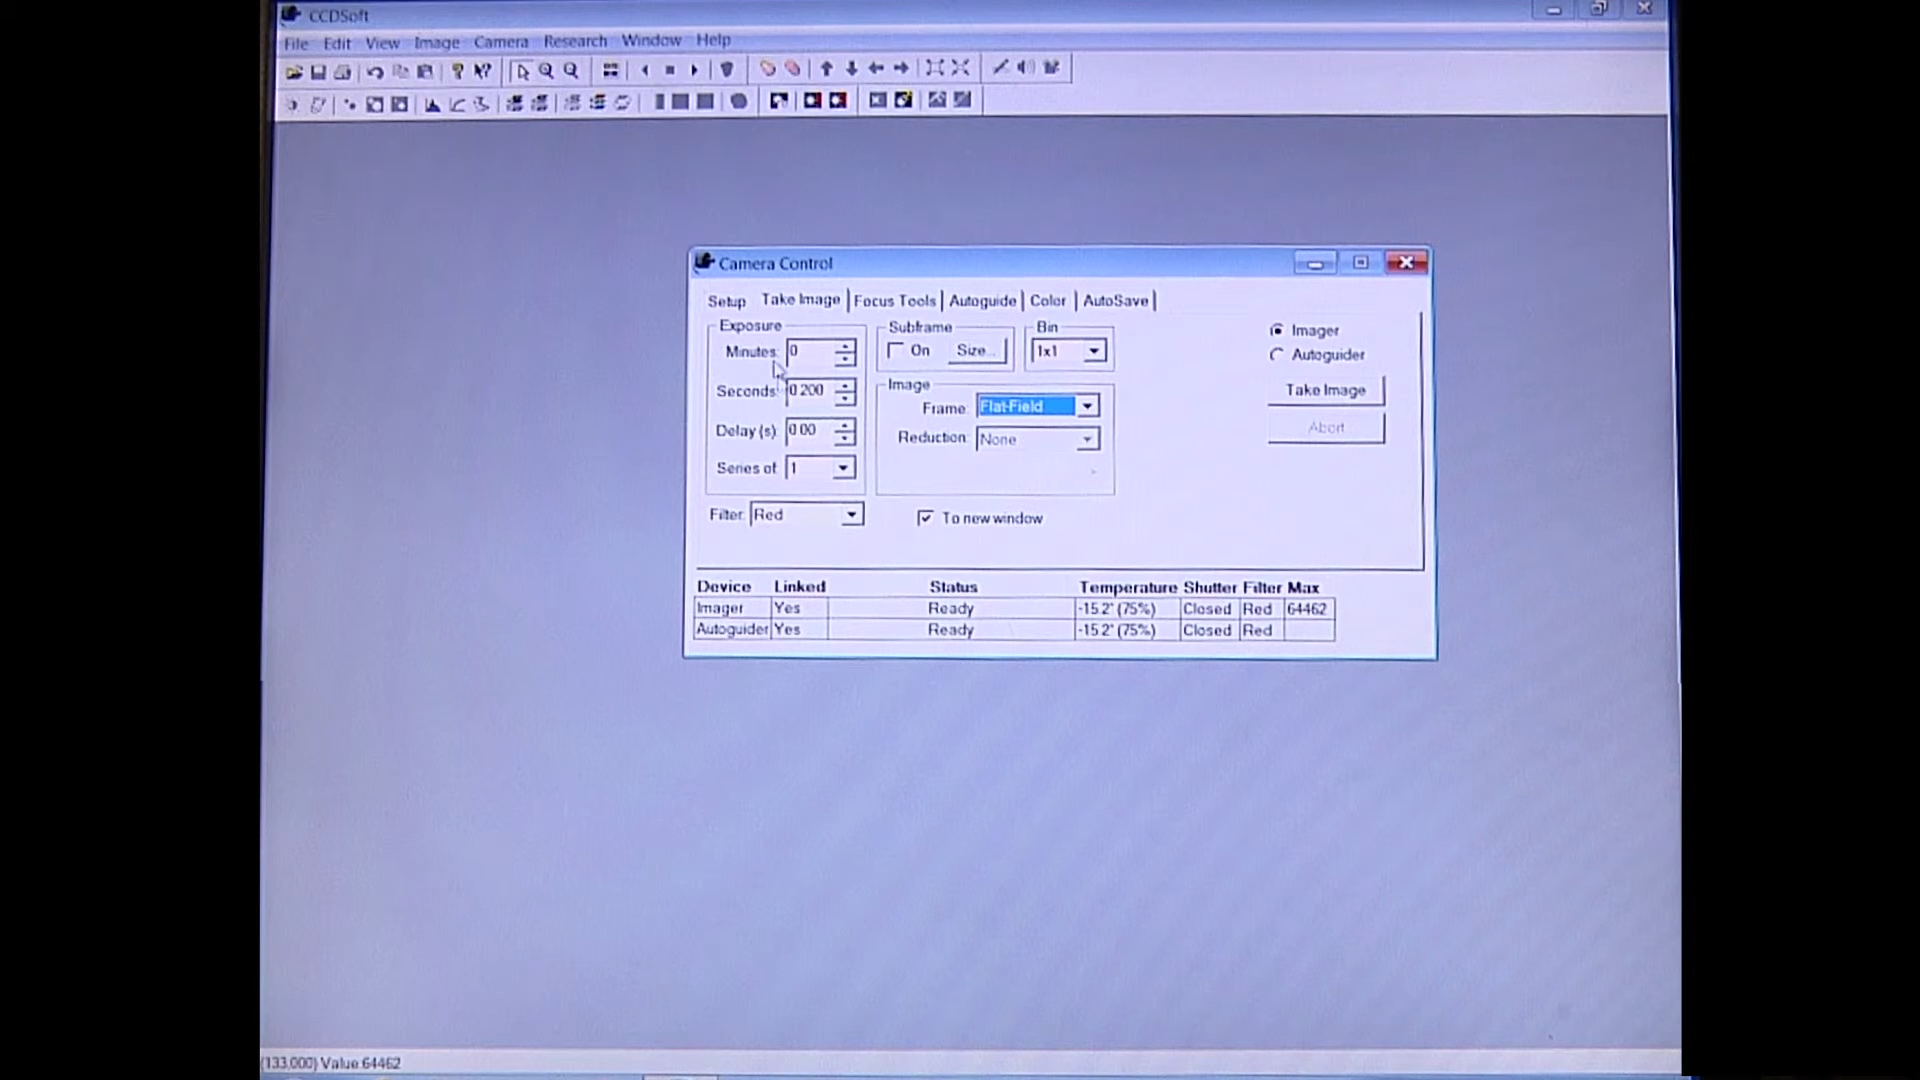 CCDSoft
File Edit View Image Camera Research Window Help
Camera Control
Setup Take Image Focus Tools Autoguide Color AutoSave
Exposure
Minutes: 0
Seconds: 0.200
Delay (s): 0.00
Series of: 1
Filter: Red
Subframe
On Size...
Bin
1x1
Image
Frame: Flat-Field
Reduction: None
To new window
Imager
Autoguider
Take Image
Abort
Device Linked Status Temperature Shutter Filter Max
Imager Yes Ready -15.2° (75%) Closed Red 64462
Autoguider Yes Ready -15.2° (75%) Closed Red
(133,000) Value:64462